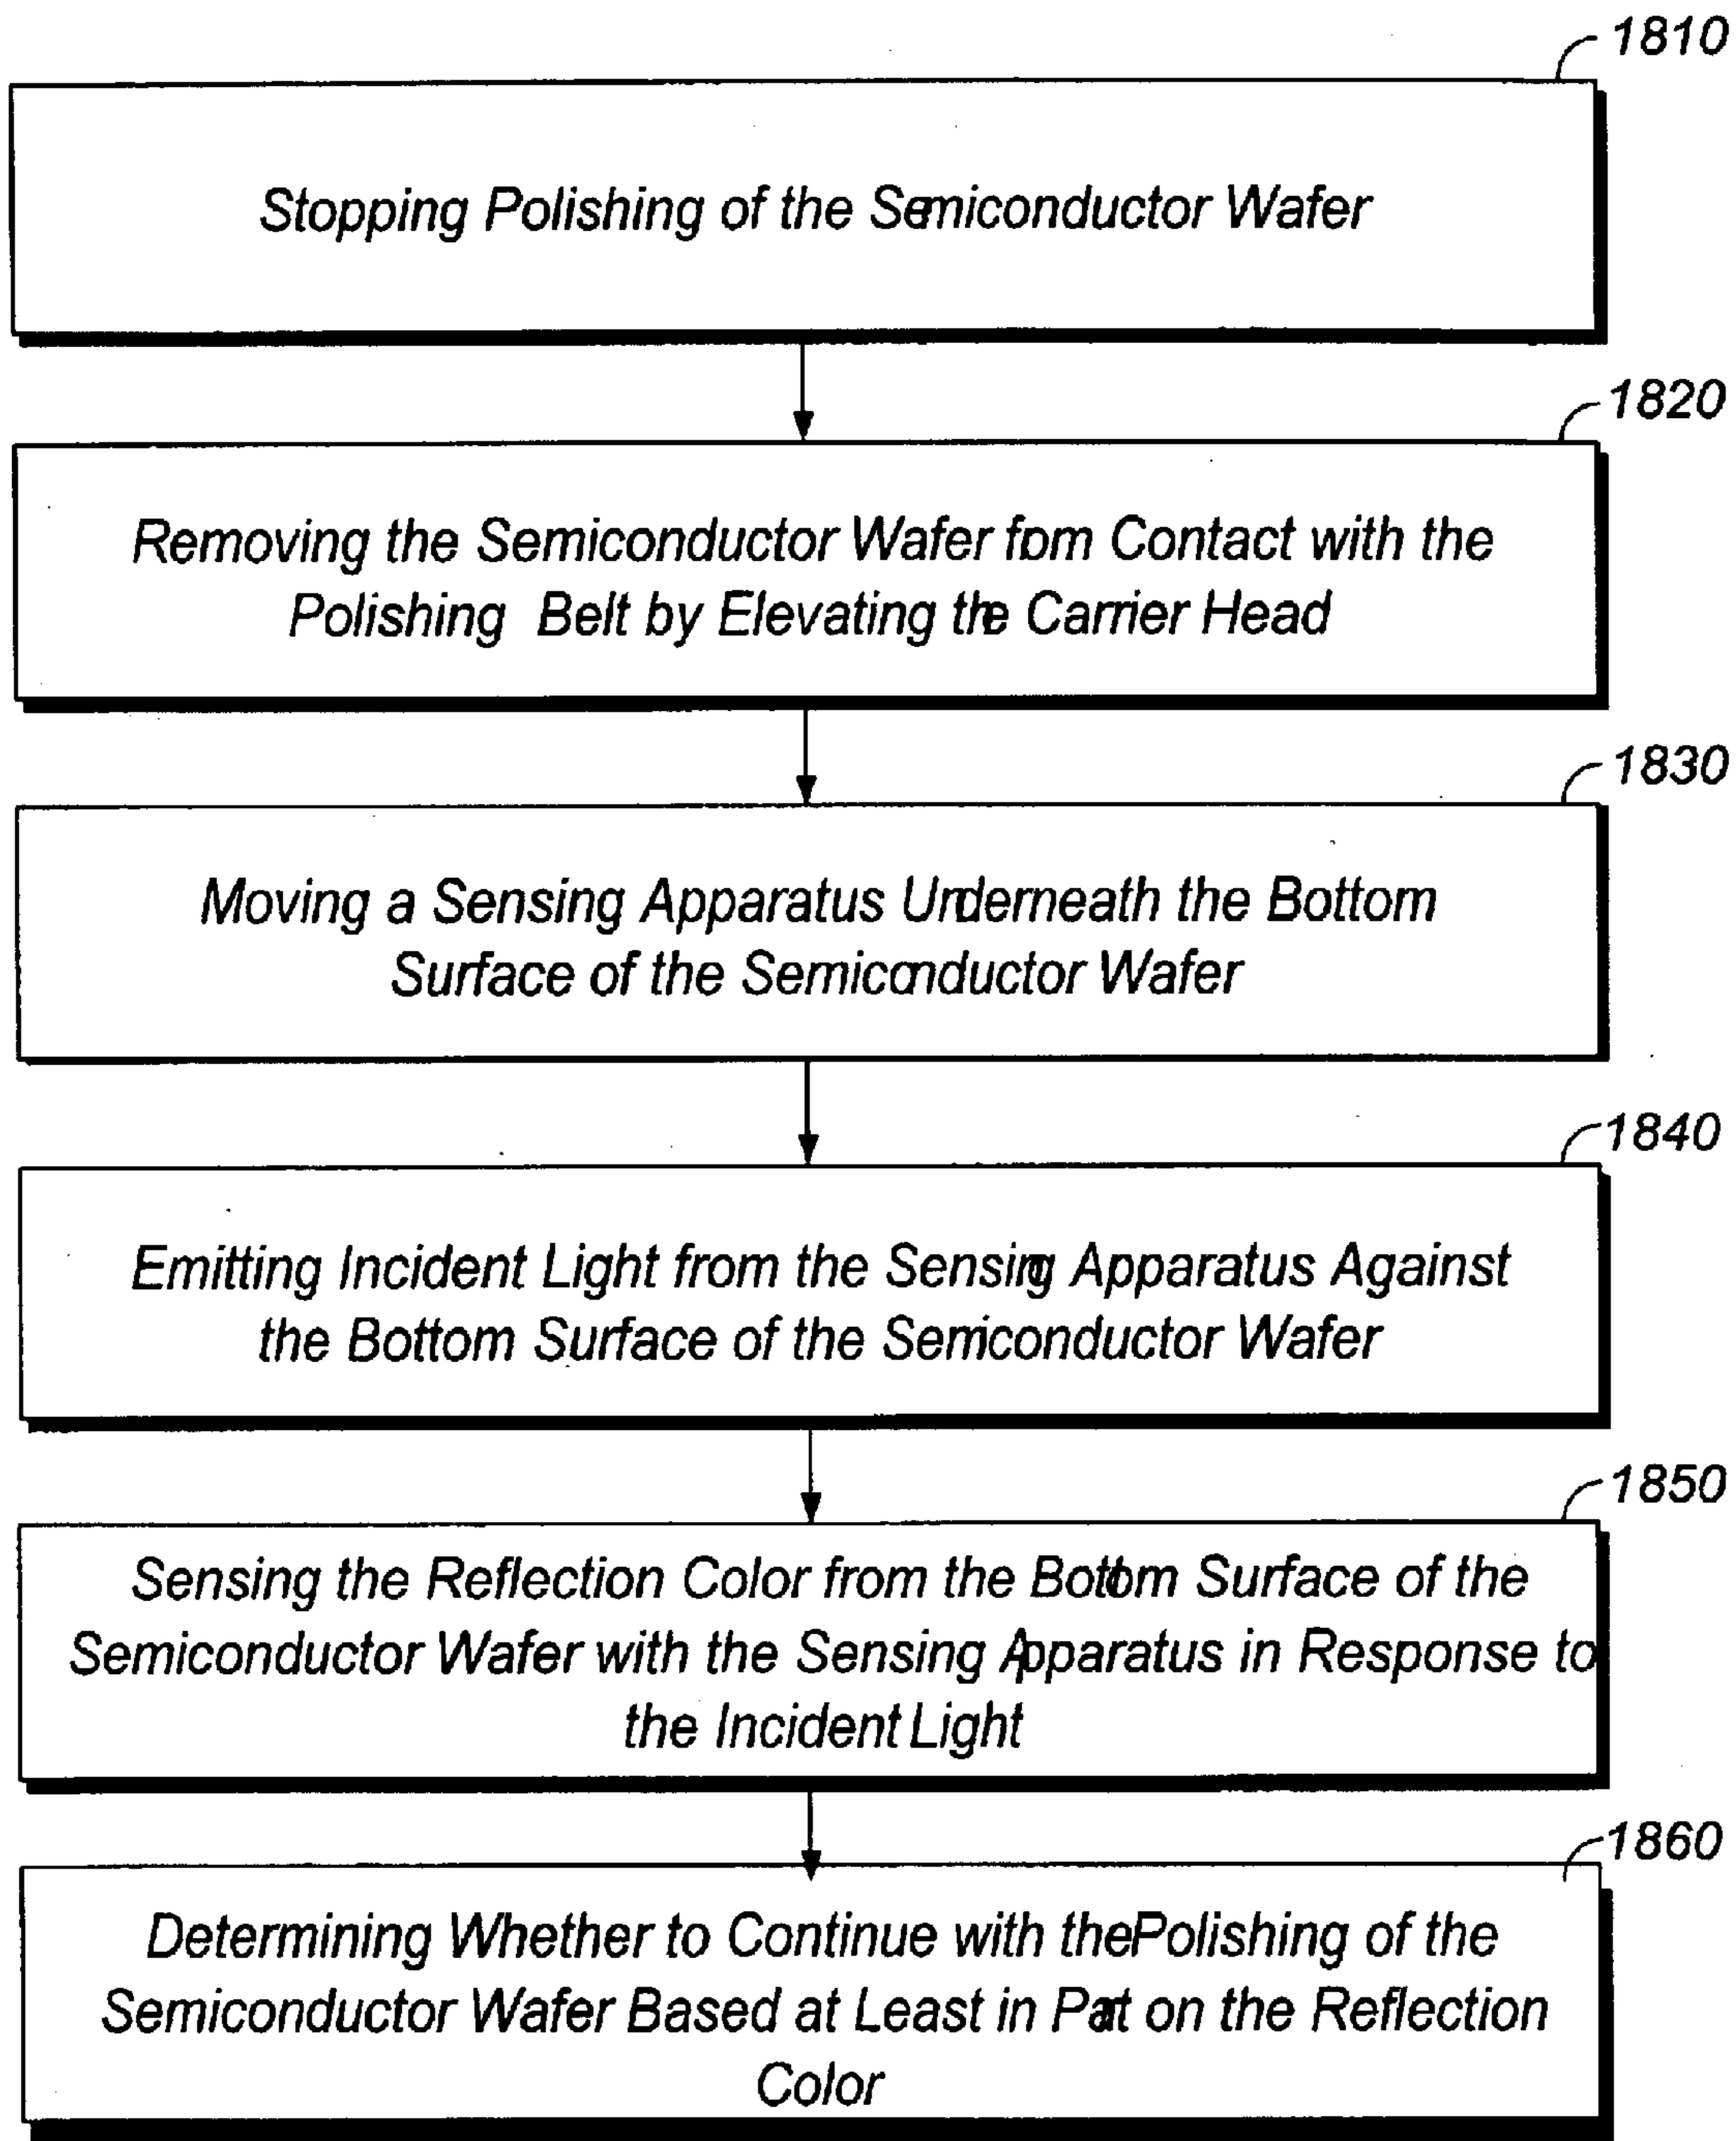 1810
Stopping Polishing of the Semiconductor Wafer
1820
Removing the Semiconductor Wafer from Contact with the
Polishing Belt by Elevating the Carrier Head
1830
Moving a Sensing Apparatus Underneath the Bottom
Surface of the Semiconductor Wafer
1840
Emitting Incident Light from the Sensing Apparatus Against
the Bottom Surface of the Semiconductor Wafer
1850
Sensing the Reflection Color from the Bottom Surface of the
Semiconductor Wafer with the Sensing Apparatus in Response to
the Incident Light
1860
Determining Whether to Continue with the Polishing of the
Semiconductor Wafer Based at Least in Part on the Reflection
Color